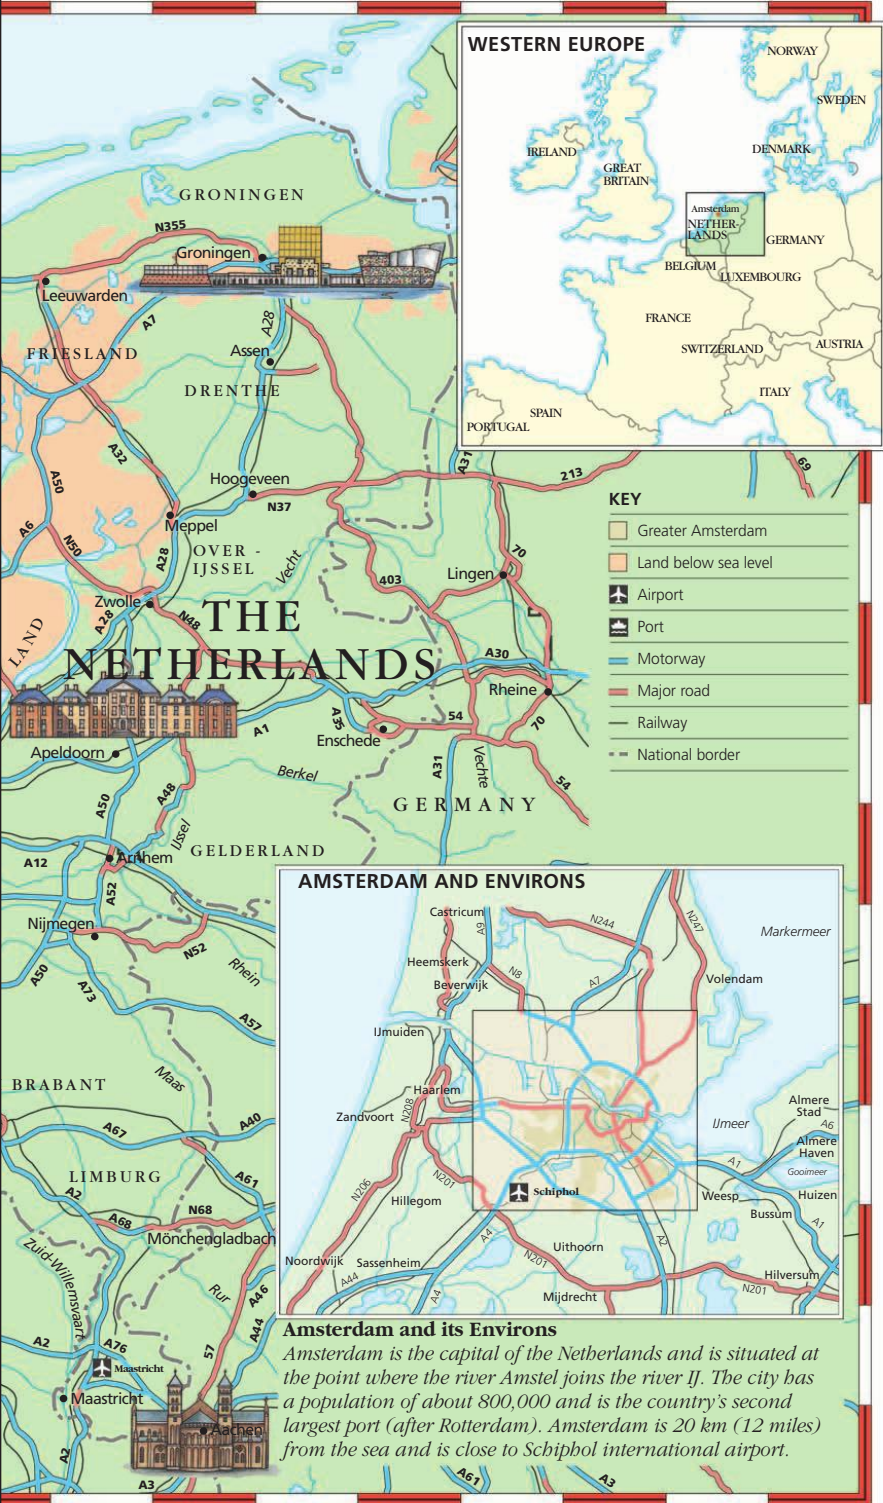 WESTERN EUROPE
NORWAY
SWEDEN
DENMARK
IRELAND
GREAT
BRITAIN
Amsterdam
NETHER-
LANDS
GERMANY
BELGIUM
LUXEMBOURG
FRANCE
SWITZERLAND
AUSTRIA
ITALY
SPAIN
PORTUGAL
GRONINGEN
N355
Groningen
Leeuwarden
A7
A28
FRIESLAND
Assen
DRENTHE
A32
A50
A31
213
69
Hoogeveen
N37
A6
N50
Meppel
A28
OVER -
IJSSEL
Vecht
70
403
Lingen
Zwolle
A28
N48
LAND
THE
NETHERLANDS
A30
Rheine
A35
54
70
A1
Enschede
Apeldoorn
A31
Vechte
Berkel
54
A50
A48
GERMANY
IJssel
A12
Arnhem
GELDERLAND
A52
Nijmegen
N52
A50
A73
Rhein
A57
Maas
BRABANT
A67
A40
LIMBURG
A61
A2
A68
N68
Mönchengladbach
Zuid-Willemsvaart
Rur
A46
A44
A2
A76
57
Maastricht
Maastricht
Aachen
A2
A3
A61
A3
KEY
Greater Amsterdam
Land below sea level
Airport
Port
Motorway
Major road
Railway
National border
AMSTERDAM AND ENVIRONS
Castricum
A9
N244
N247
Markermeer
Heemskerk
N8
A7
Volendam
Beverwijk
IJmuiden
Haarlem
N208
Zandvoort
Almere
Stad
IJmeer
A6
Almere
Haven
Gooimeer
A1
N201
N206
Schiphol
Hillegom
Weesp
Huizen
Bussum
A1
A4
A2
Uithoorn
Noordwijk
Sassenheim
N201
Hilversum
A44
A4
Mijdrecht
N201
Amsterdam and its Environs
Amsterdam is the capital of the Netherlands and is situated at
the point where the river Amstel joins the river IJ. The city has
a population of about 800,000 and is the country's second
largest port (after Rotterdam). Amsterdam is 20 km (12 miles)
from the sea and is close to Schiphol international airport.